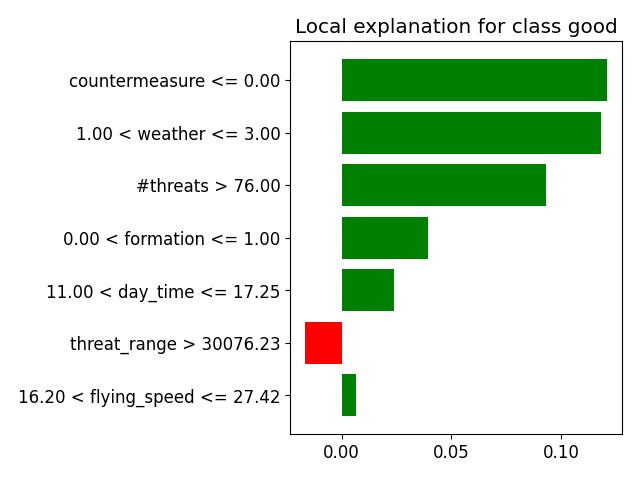 Local explanation for class good
countermeasure <= 0.00
1.00 < weather <= 3.00
#threats > 76.00
0.00 < formation <= 1.00
11.00 < day_time <= 17.25
threat_range > 30076.23
16.20 < flying_speed <= 27.42
0.00 0.05 0.10